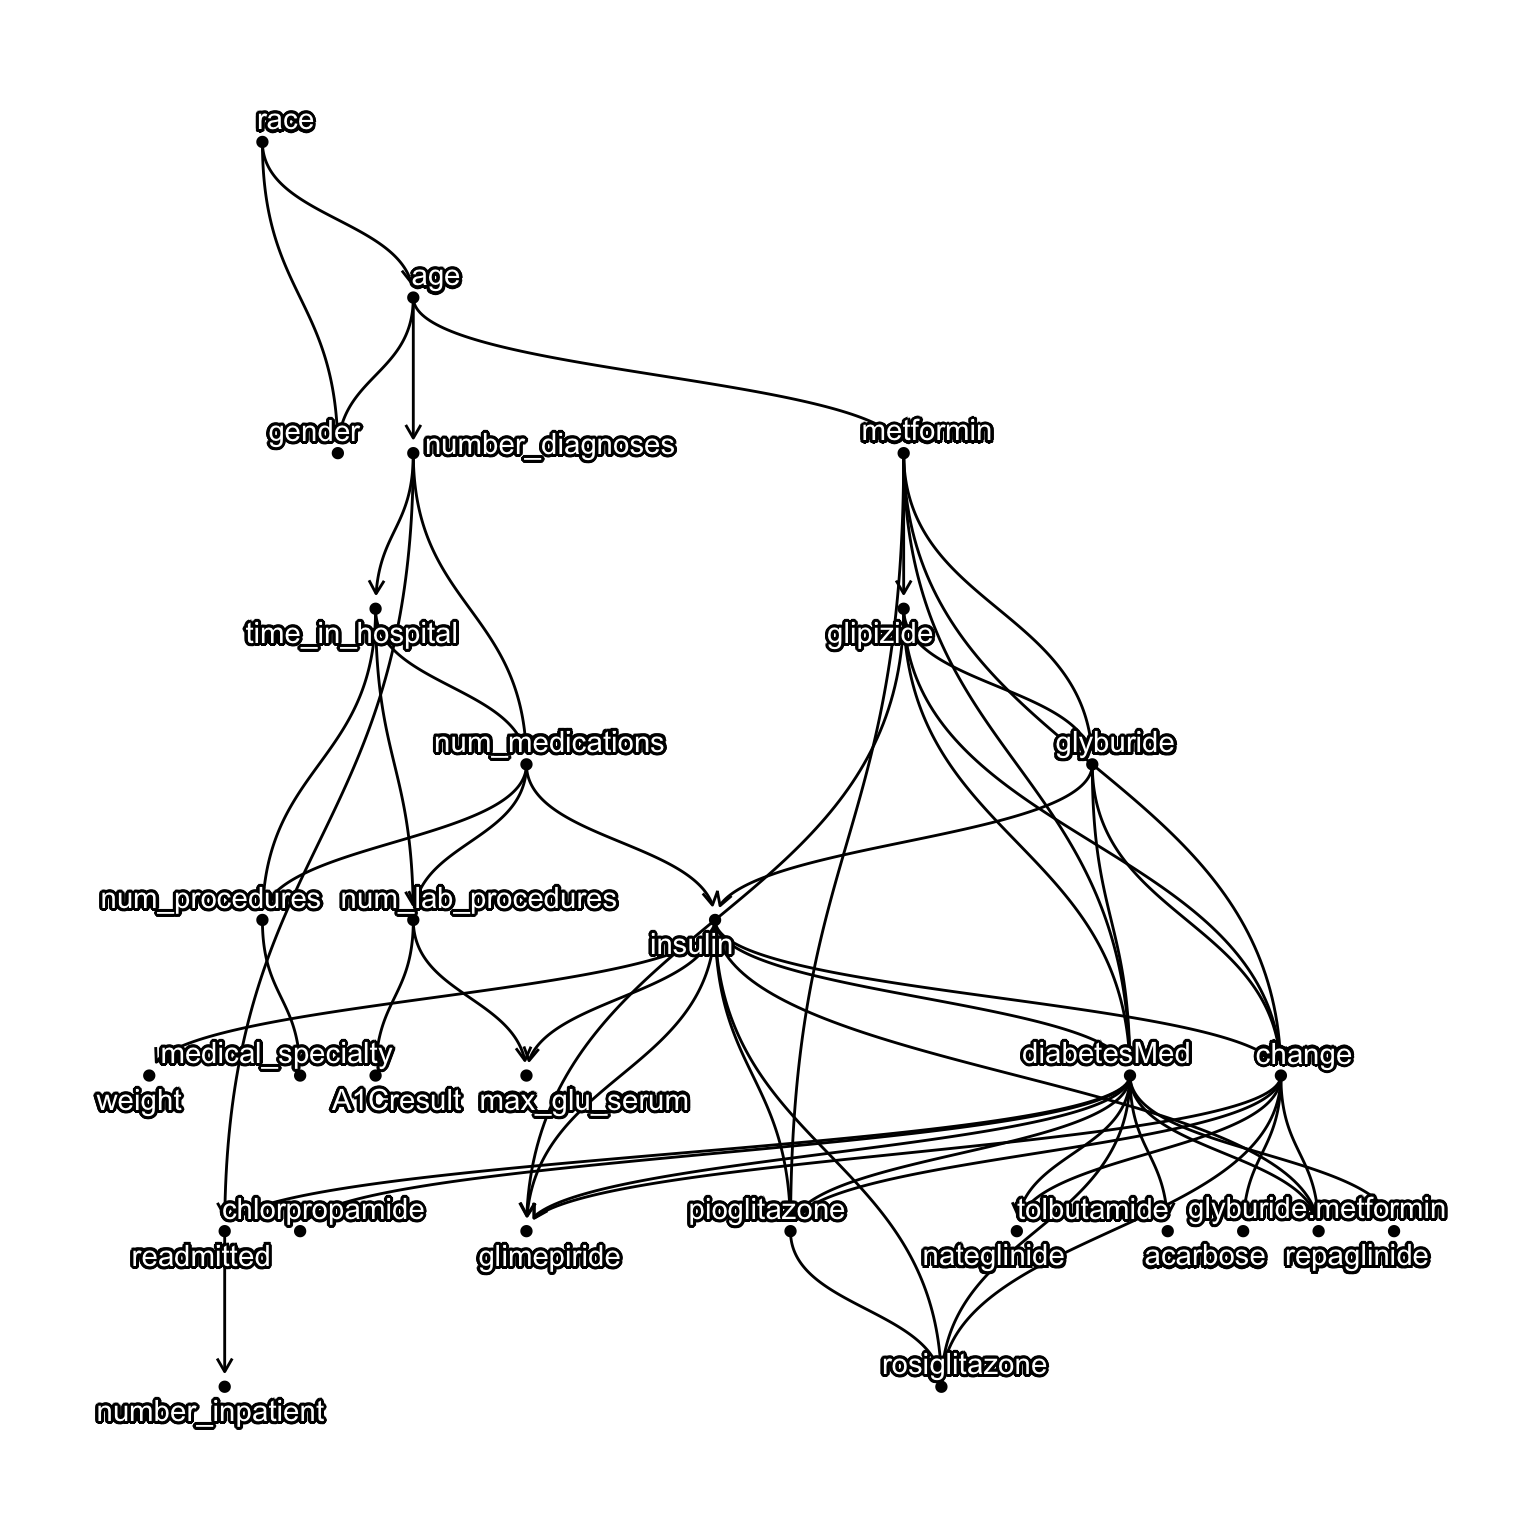 race
age
gender
number_diagnoses
metformin
time_in_hospital
glipizide
num_medications
glyburide
num_procedures
num_lab_procedures
insulin
medical_specialty
diabetesMed
change
weight
A1Cresult
max_glu_serum
chlorpropamide
pioglitazone
tolbutamide
glyburide.metformin
readmitted
glimepiride
nateglinide
acarbose
repaglinide
rosiglitazone
number_inpatient